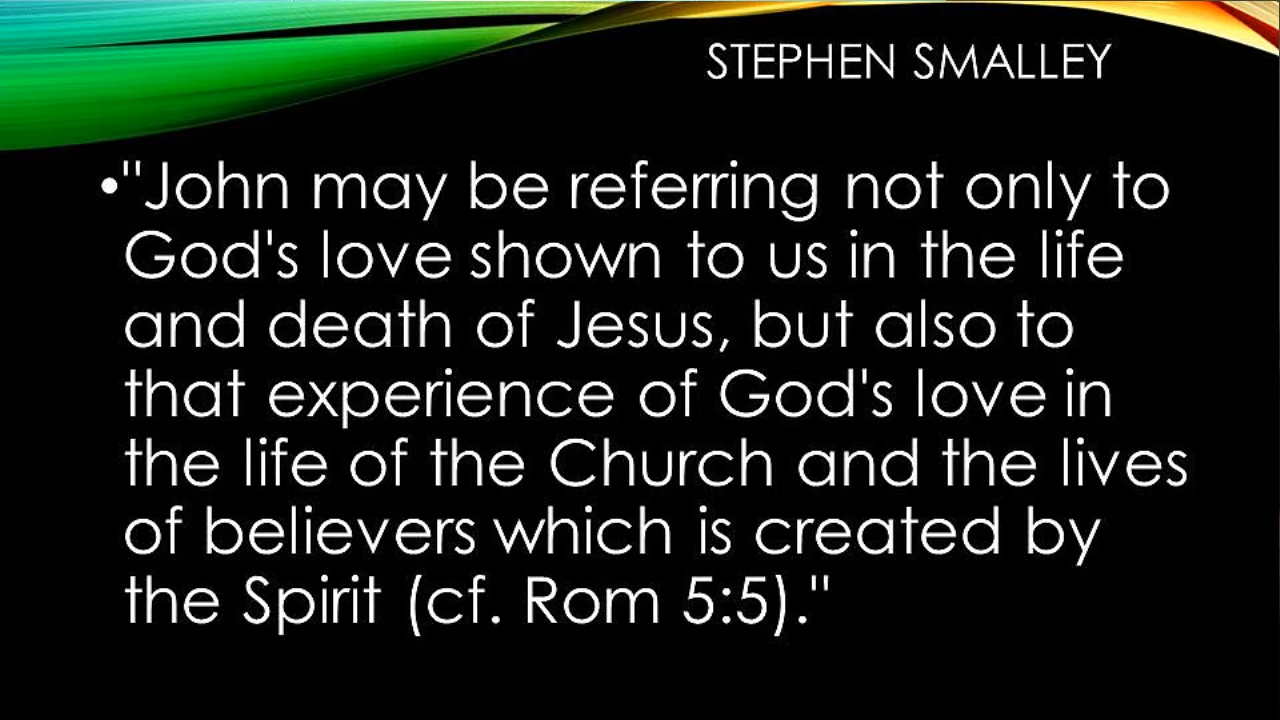 STEPHEN SMALLEY
•"John may be referring not only to
God's love shown to us in the life
and death of Jesus, but also to
that experience of God's love in
the life of the Church and the lives
of believers which is created by
the Spirit (cf. Rom 5:5)."